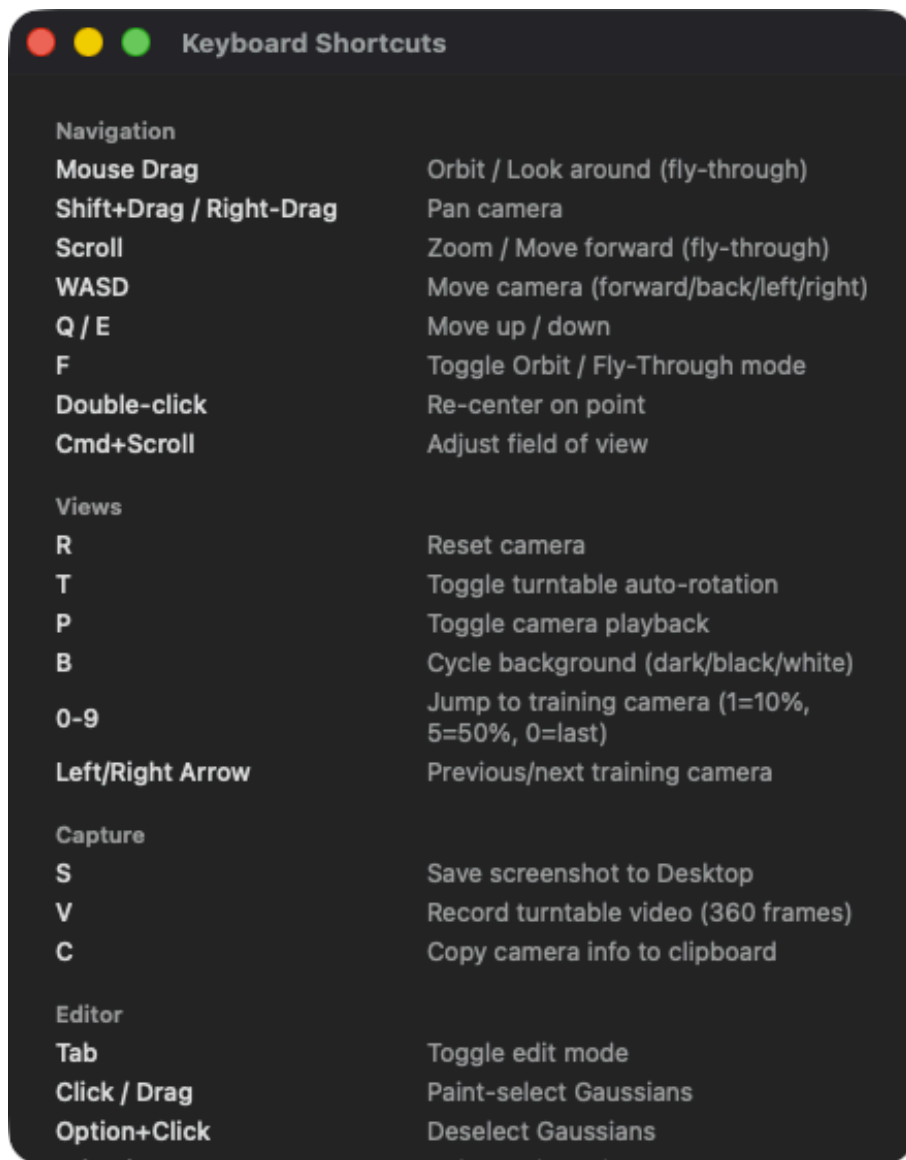 Keyboard Shortcuts
Navigation
Mouse Drag Orbit / Look around (fly-through)
Shift+Drag / Right-Drag Pan camera
Scroll Zoom / Move forward (fly-through)
WASD Move camera (forward/back/left/right)
Q / E Move up / down
F Toggle Orbit / Fly-Through mode
Double-click Re-center on point
Cmd+Scroll Adjust field of view
Views
R Reset camera
T Toggle turntable auto-rotation
P Toggle camera playback
B Cycle background (dark/black/white)
0-9 Jump to training camera (1=10%,
5=50%, 0=last)
Left/Right Arrow Previous/next training camera
Capture
S Save screenshot to Desktop
V Record turntable video (360 frames)
C Copy camera info to clipboard
Editor
Tab Toggle edit mode
Click / Drag Paint-select Gaussians
Option+Click Deselect Gaussians